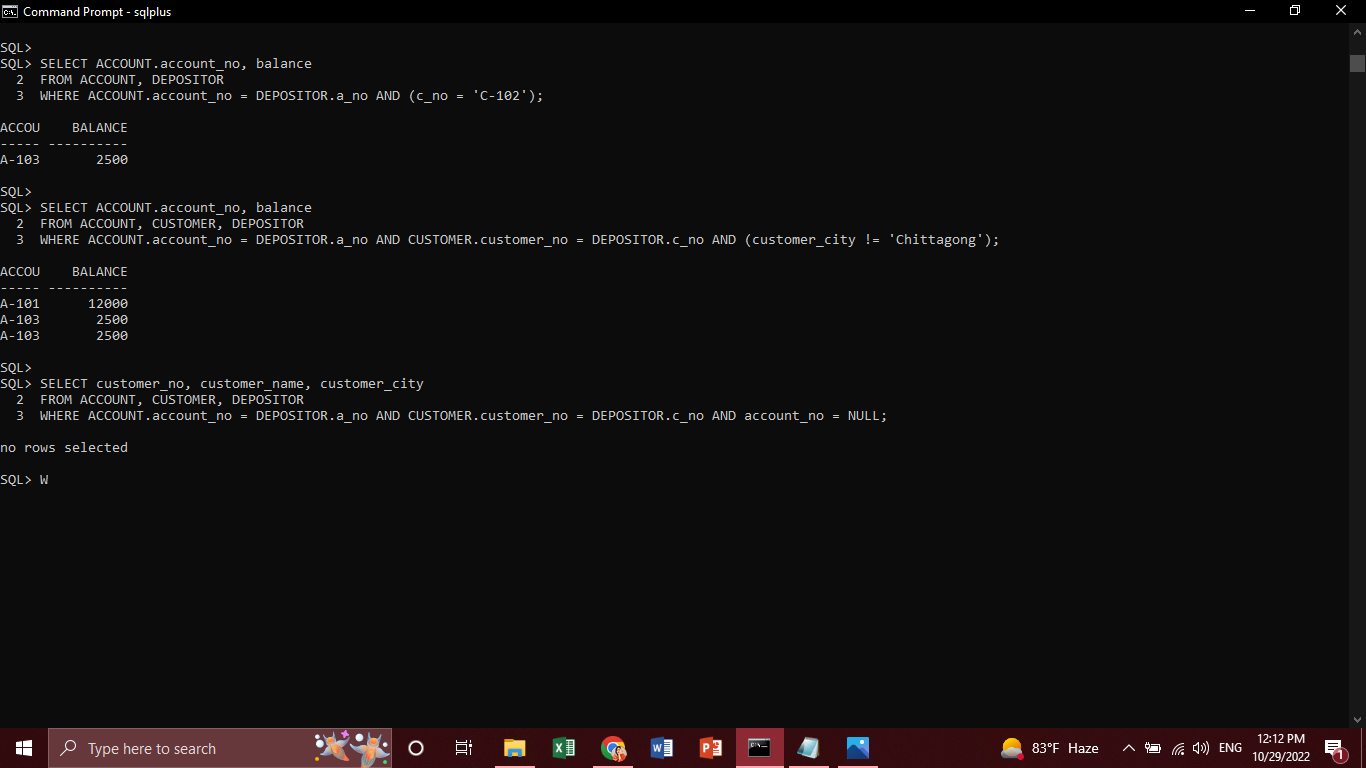 Command Prompt - sqlplus
SQL>
SQL> SELECT ACCOUNT.account_no, balance
  2  FROM ACCOUNT, DEPOSITOR
  3  WHERE ACCOUNT.account_no = DEPOSITOR.a_no AND (c_no = 'C-102');
ACCOU    BALANCE
----- ----------
A-103       2500
SQL>
SQL> SELECT ACCOUNT.account_no, balance
  2  FROM ACCOUNT, CUSTOMER, DEPOSITOR
  3  WHERE ACCOUNT.account_no = DEPOSITOR.a_no AND CUSTOMER.customer_no = DEPOSITOR.c_no AND (customer_city != 'Chittagong');
ACCOU    BALANCE
----- ----------
A-101      12000
A-103       2500
A-103       2500
SQL>
SQL> SELECT customer_no, customer_name, customer_city
  2  FROM ACCOUNT, CUSTOMER, DEPOSITOR
  3  WHERE ACCOUNT.account_no = DEPOSITOR.a_no AND CUSTOMER.customer_no = DEPOSITOR.c_no AND account_no = NULL;
no rows selected
SQL> W
Type here to search
83°F Haze
ENG
12:12 PM
10/29/2022
1